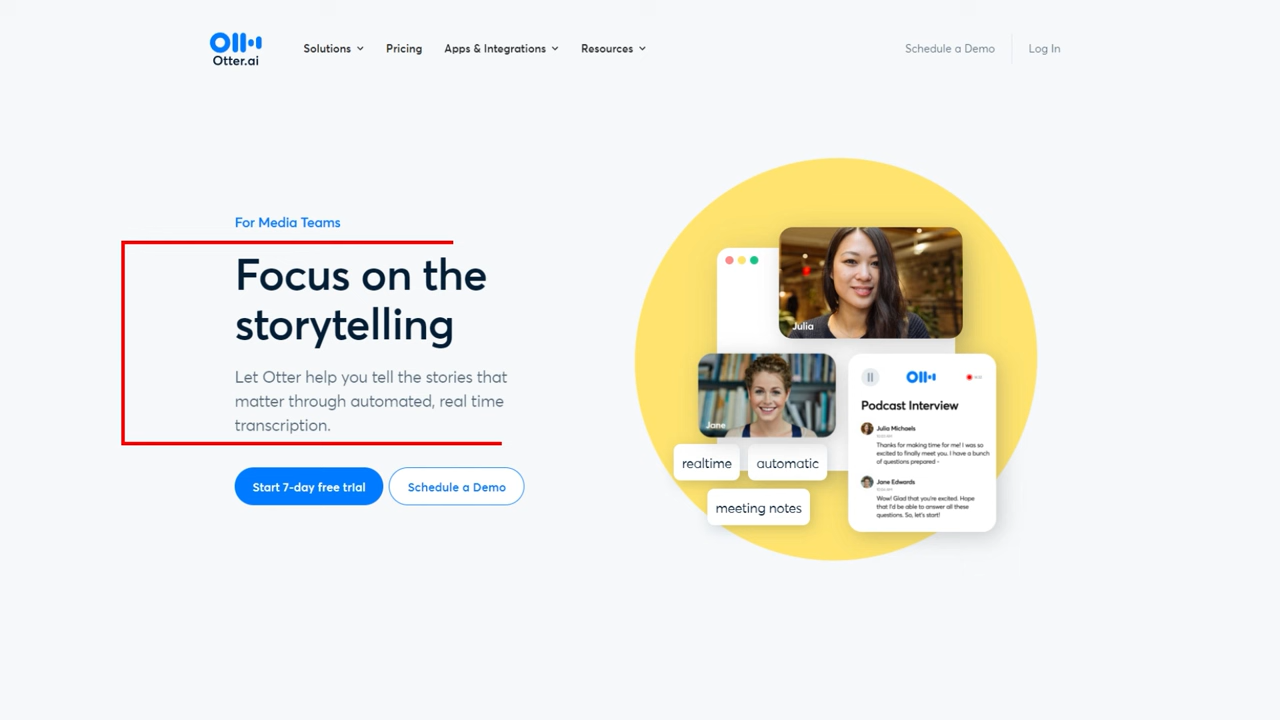 Otter.ai
Solutions
Pricing
Apps & Integrations
Resources
Schedule a Demo
Log In
For Media Teams
Focus on the
storytelling
Let Otter help you tell the stories that
matter through automated, real time
transcription.
Start 7-day free trial
Schedule a Demo
Julia
Jane
realtime
automatic
meeting notes
Podcast Interview
Julia Michaels
Thanks for making time for me! I was so
excited to finally meet you. I have a bunch
of questions prepared -
Jane Edwards
Wow! Glad that you're excited. Hope
that I'd be able to answer all these
questions. So, let's start!